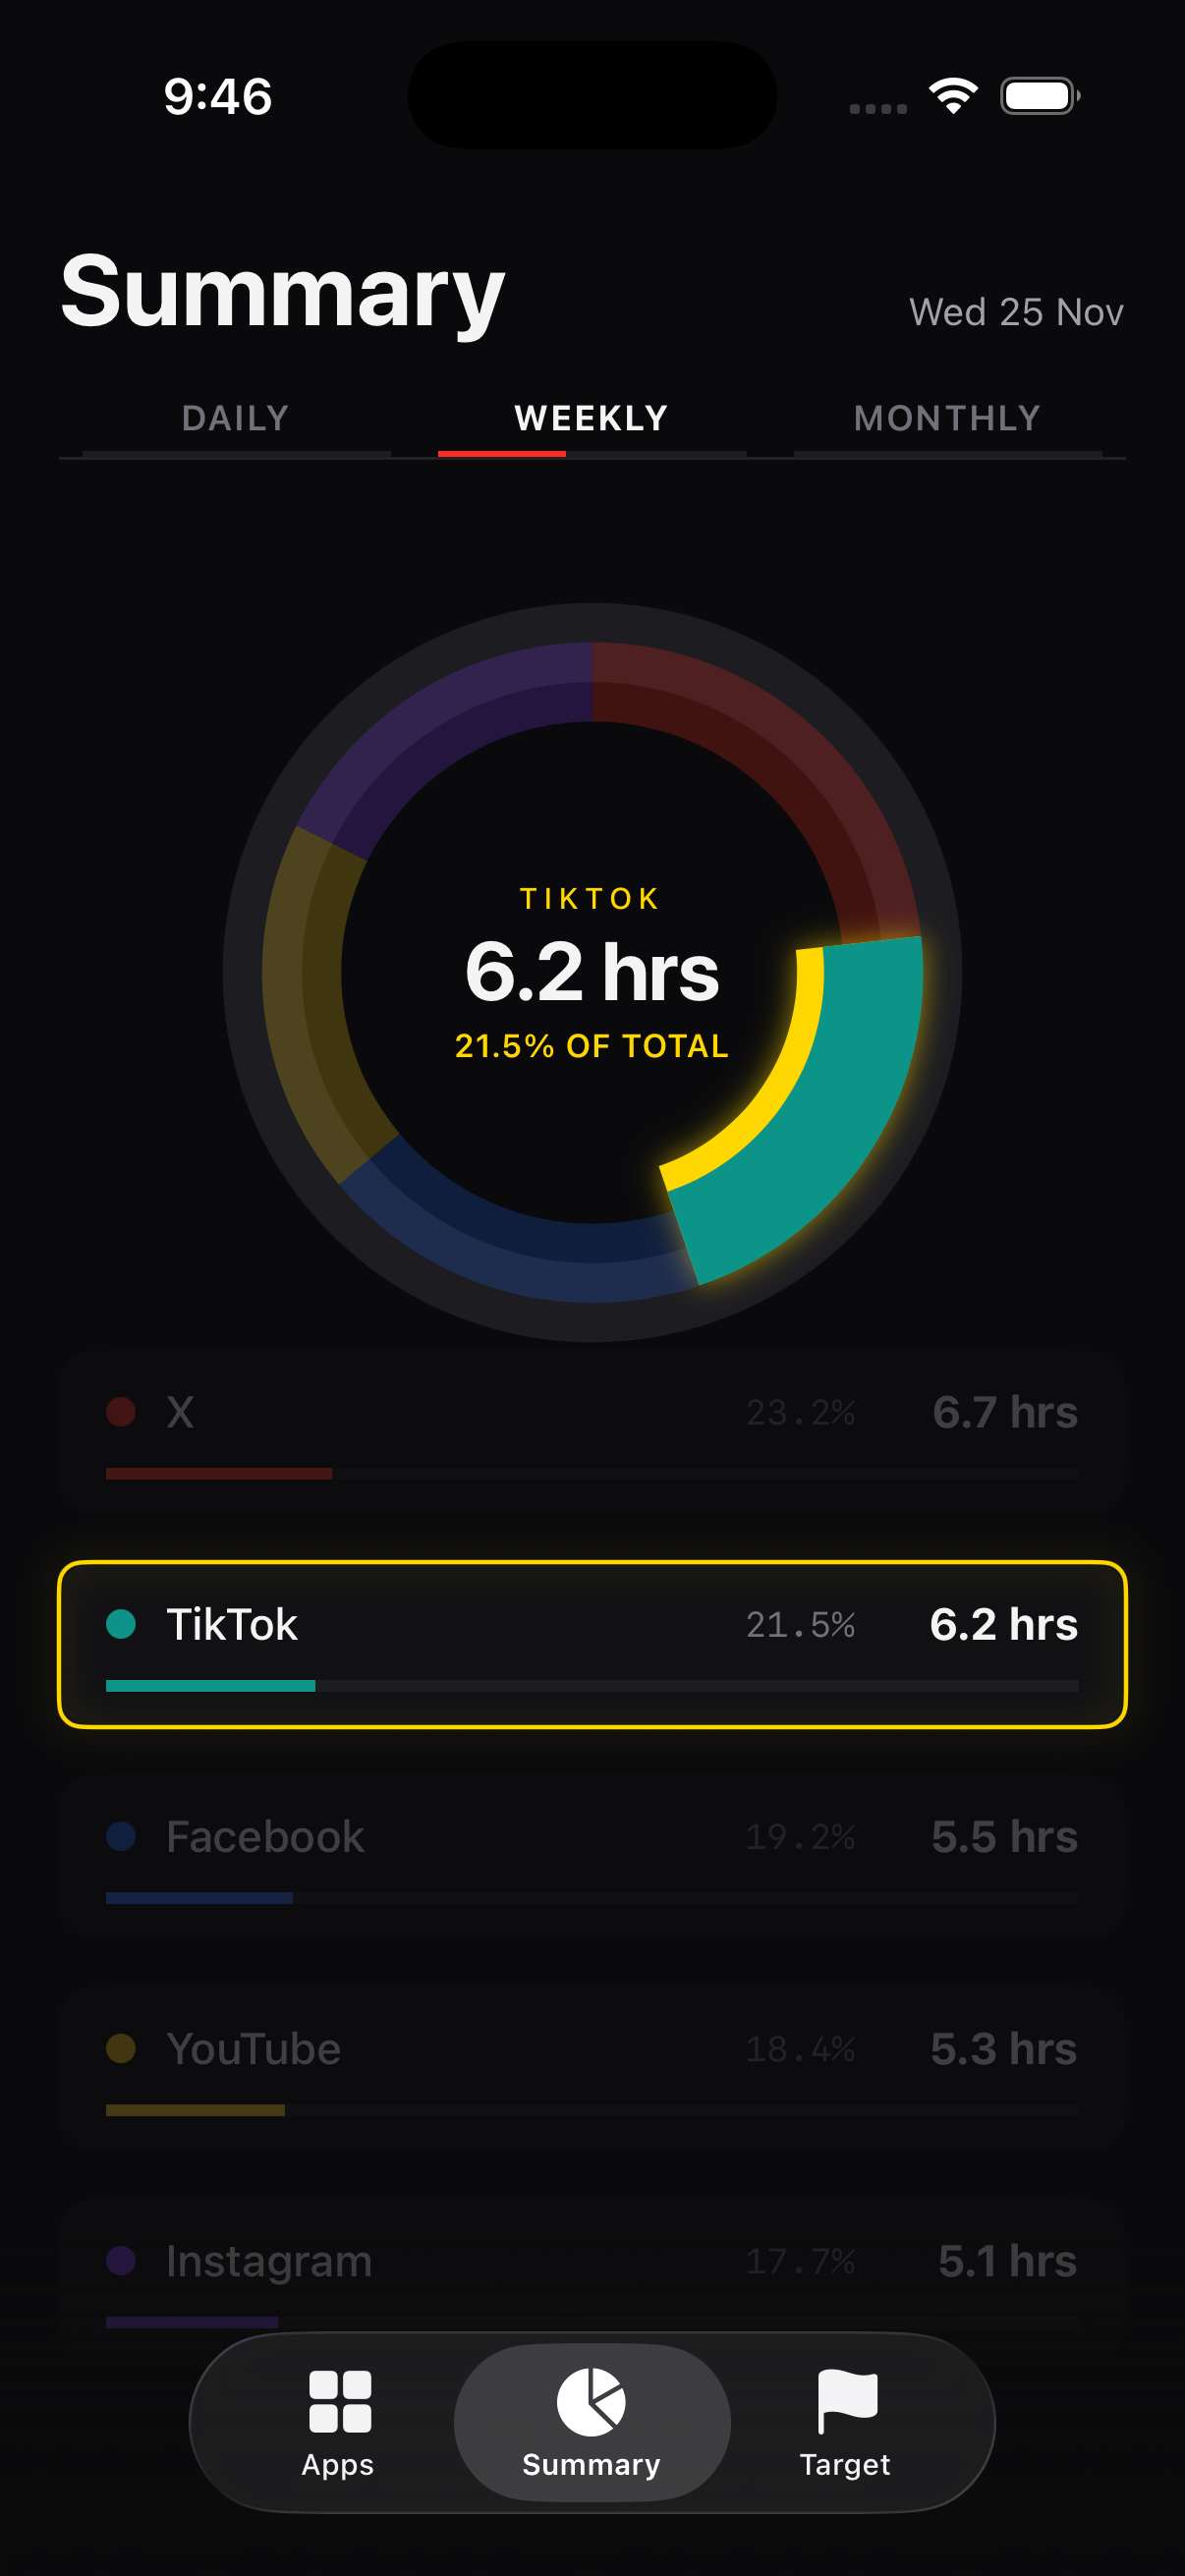 9:46
Summary
Wed 25 Nov
DAILY WEEKLY MONTHLY
TIKTOK
6.2 hrs
21.5% OF TOTAL
X 23.2% 6.7 hrs
TikTok 21.5% 6.2 hrs
Facebook 19.2% 5.5 hrs
YouTube 18.4% 5.3 hrs
Instagram 17.7% 5.1 hrs
Apps Summary Target